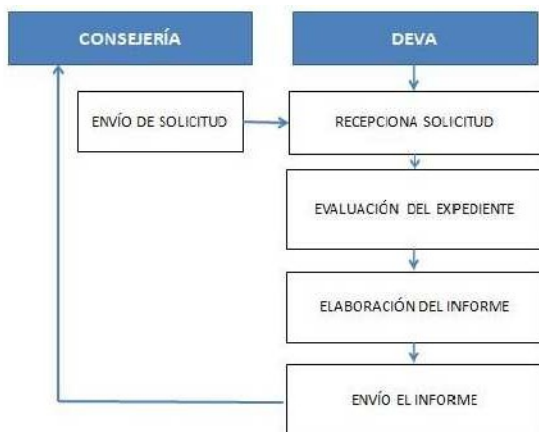 CONSEJERÍA
DEVA
ENVÍO DE SOLICITUD
RECEPCIONA SOLICITUD
EVALUACIÓN DEL EXPEDIENTE
ELABORACIÓN DEL INFORME
ENVÍO EL INFORME